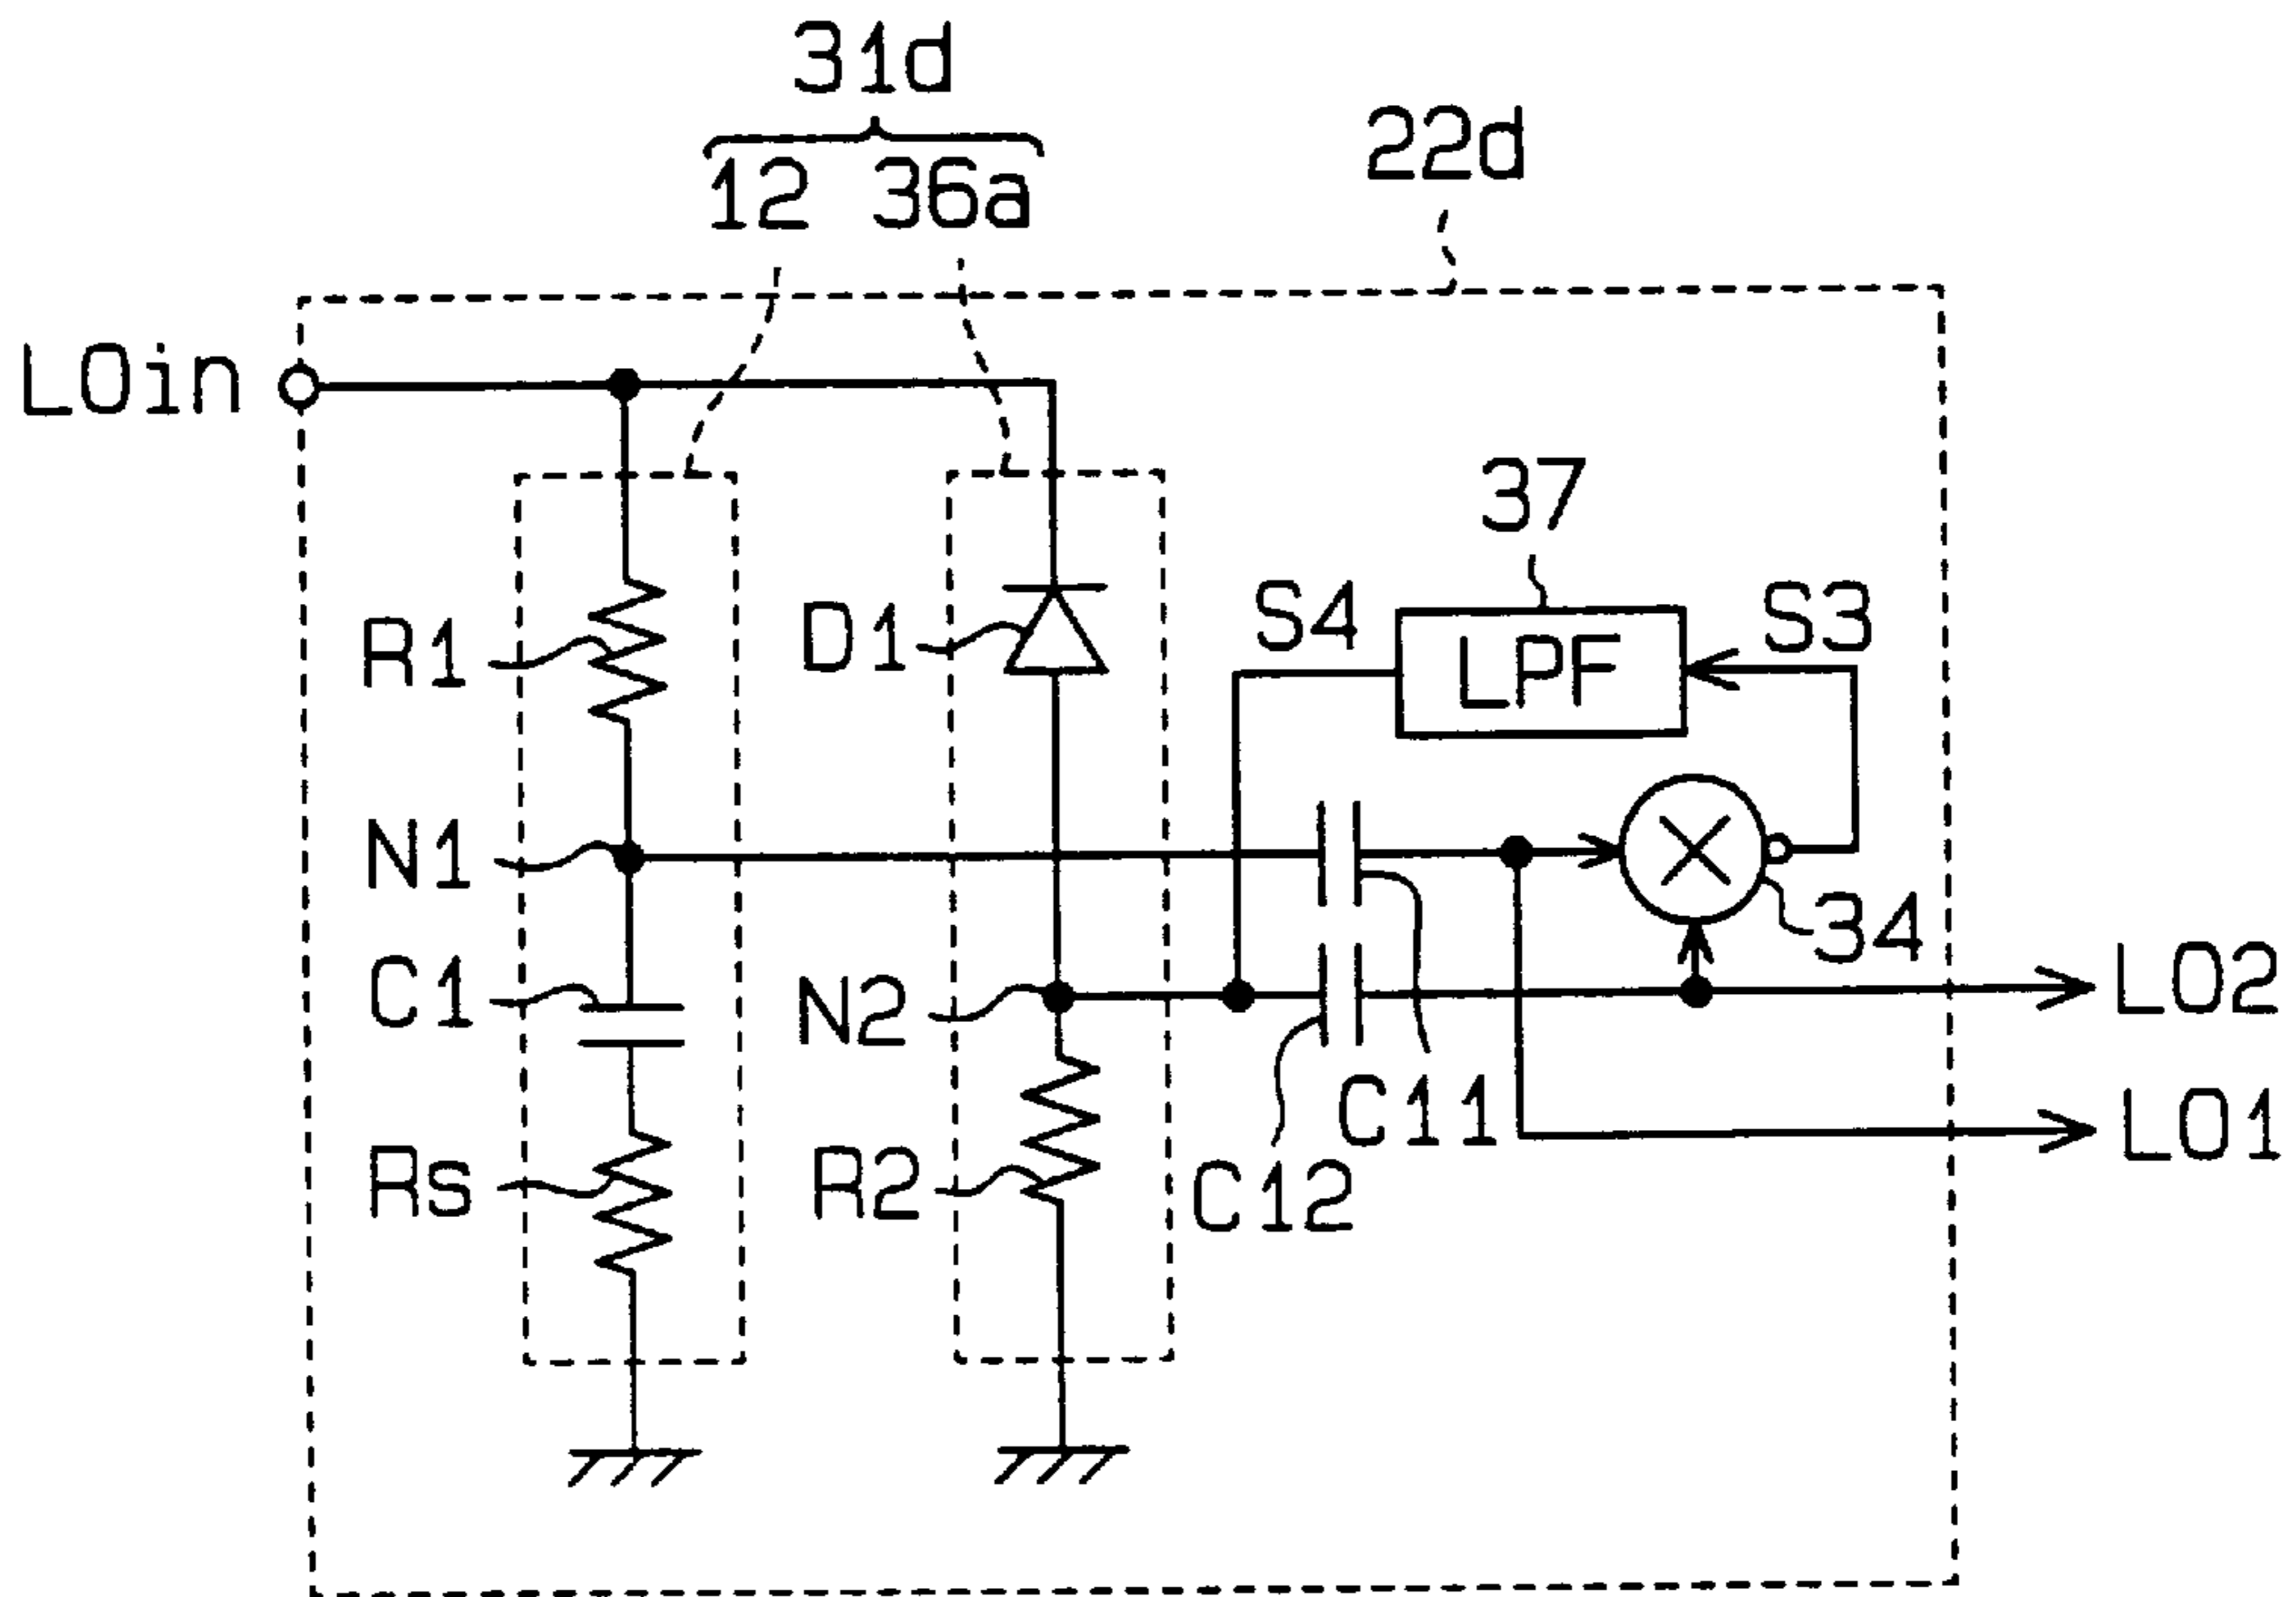 31d
12 36a
22d
LOin
37
S4
LPF
S3
R1
D1
N1
34
C1
N2
LO2
C11
LO1
Rs
R2
C12